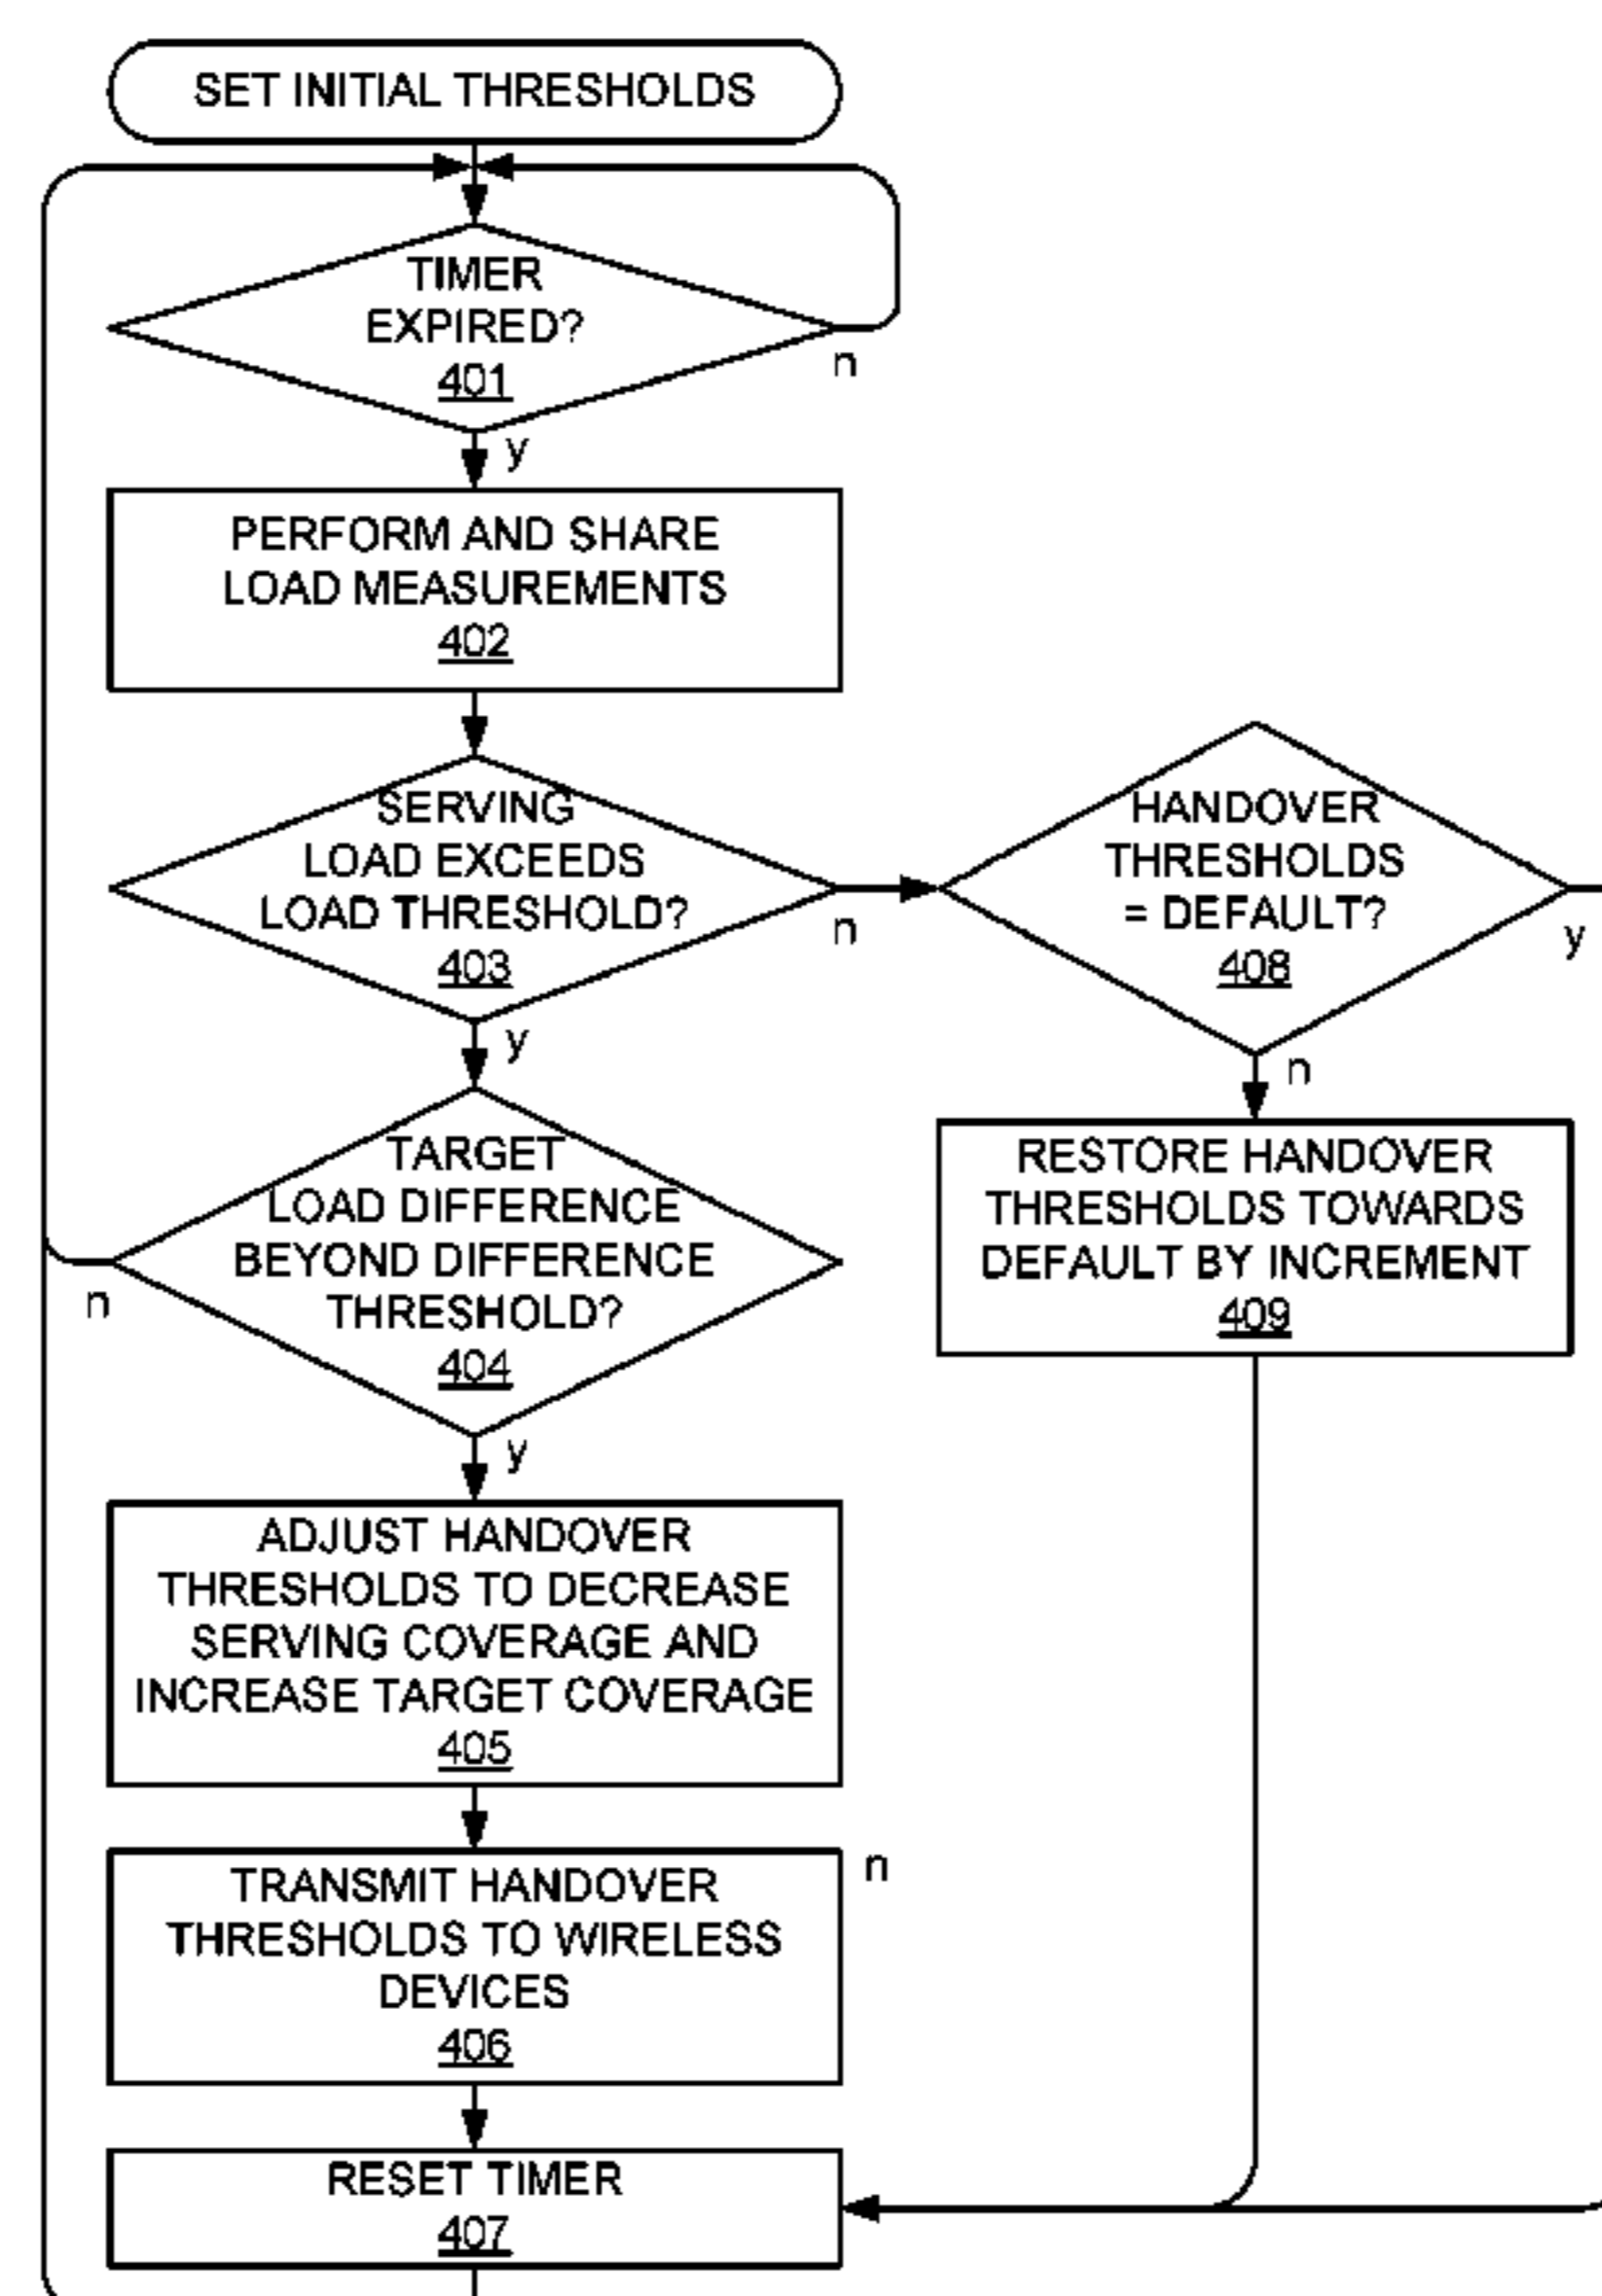 SET INITIAL THRESHOLDS
TIMER
EXPIRED?
401
n
y
PERFORM AND SHARE
LOAD MEASUREMENTS
402
SERVING
LOAD EXCEEDS
LOAD THRESHOLD?
403
n
y
HANDOVER
THRESHOLDS
= DEFAULT?
408
y
n
TARGET
LOAD DIFFERENCE
BEYOND DIFFERENCE
THRESHOLD?
404
n
y
RESTORE HANDOVER
THRESHOLDS TOWARDS
DEFAULT BY INCREMENT
409
ADJUST HANDOVER
THRESHOLDS TO DECREASE
SERVING COVERAGE AND
INCREASE TARGET COVERAGE
405
TRANSMIT HANDOVER
THRESHOLDS TO WIRELESS
DEVICES
406
n
RESET TIMER
407